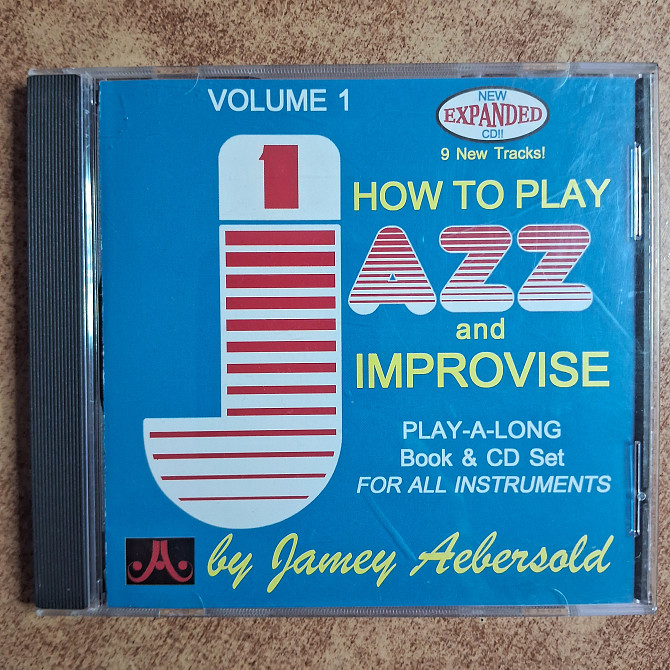 VOLUME 1
NEW
EXPANDED
CD!!
9 New Tracks!
1
HOW TO PLAY
JAZZ
and
IMPROVISE
PLAY-A-LONG
Book & CD Set
FOR ALL INSTRUMENTS
by Jamey Aebersold